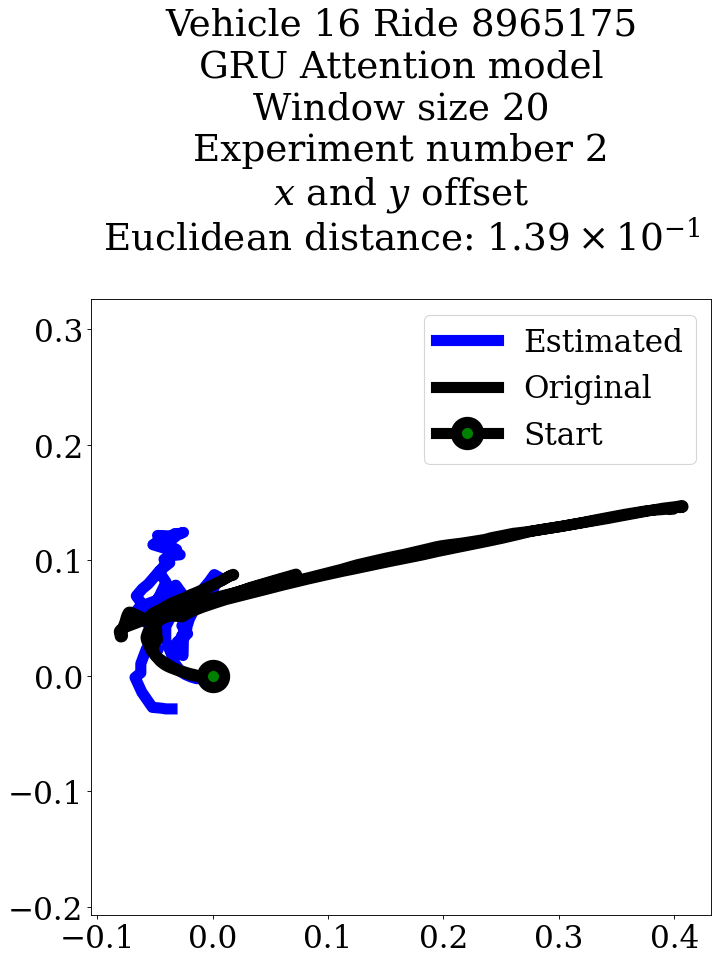 Vehicle 16 Ride 8965175
GRU Attention model
Window size 20
Experiment number 2
x and y offset
Euclidean distance: 1.39 × 10⁻¹
Estimated
Original
Start
0.3
0.2
0.1
0.0
−0.1
−0.2
−0.1 0.0 0.1 0.2 0.3 0.4